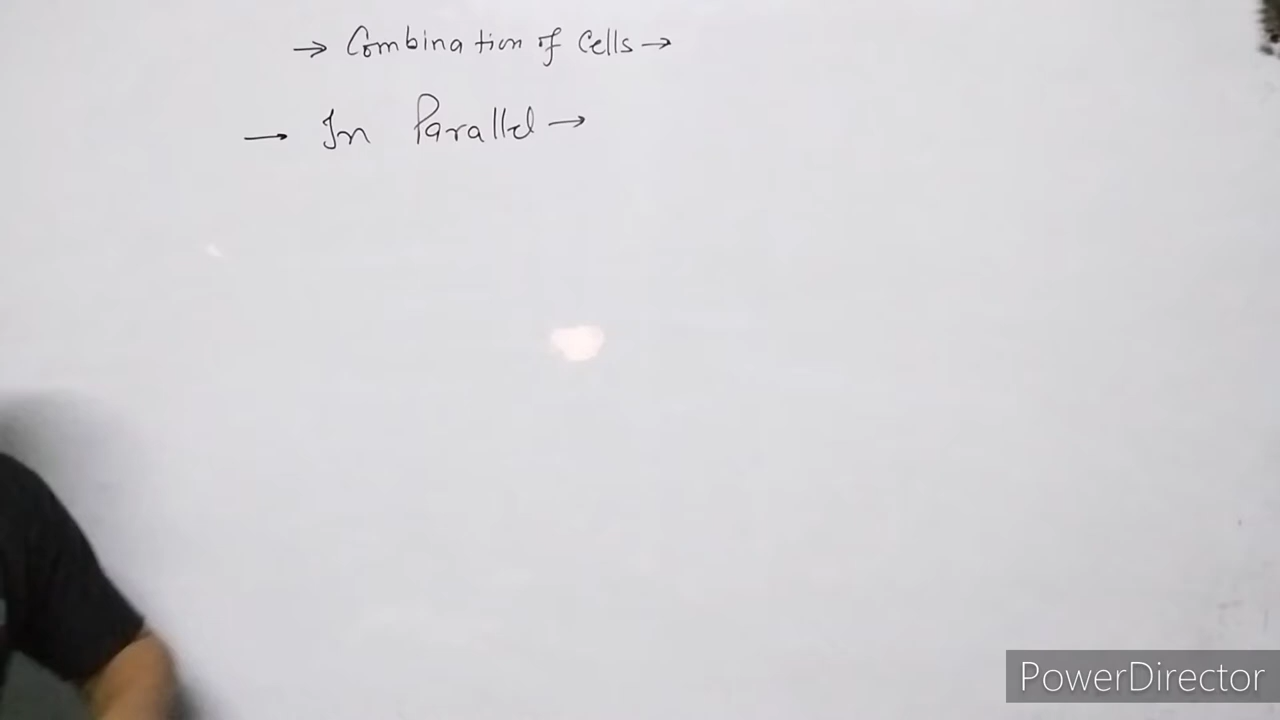 → Combination of Cells →
→ In Parallel →
PowerDirector